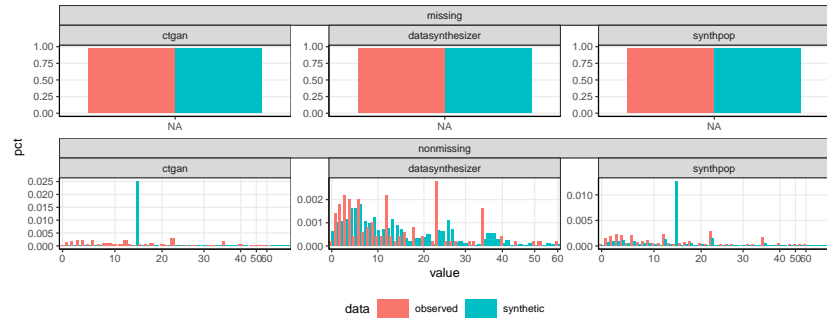 missing
ctgan datasynthesizer synthpop
1.00 1.00 1.00
0.75 0.75 0.75
0.50 0.50 0.50
0.25 0.25 0.25
0.00 0.00 0.00
NA NA NA
pct
nonmissing
ctgan datasynthesizer synthpop
0.025
0.020 0.002 0.010
0.015
0.010 0.001 0.005
0.005
0.000 0.000 0.000
0 10 20 30 40 50 60 0 10 20 30 40 50 60 0 10 20 30 40 50 60
value
data observed synthetic